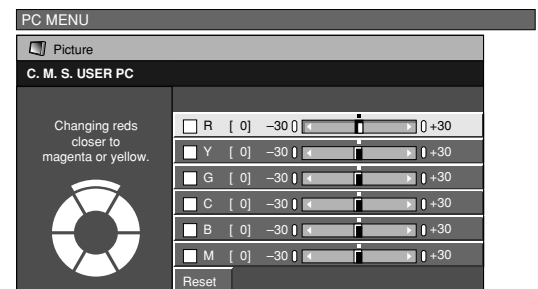 PC MENU
Picture
C. M. S. USER PC
Changing reds
closer to
magenta or yellow.
R [ 0] –30 +30
Y [ 0] –30 +30
G [ 0] –30 +30
C [ 0] –30 +30
B [ 0] –30 +30
M [ 0] –30 +30
Reset